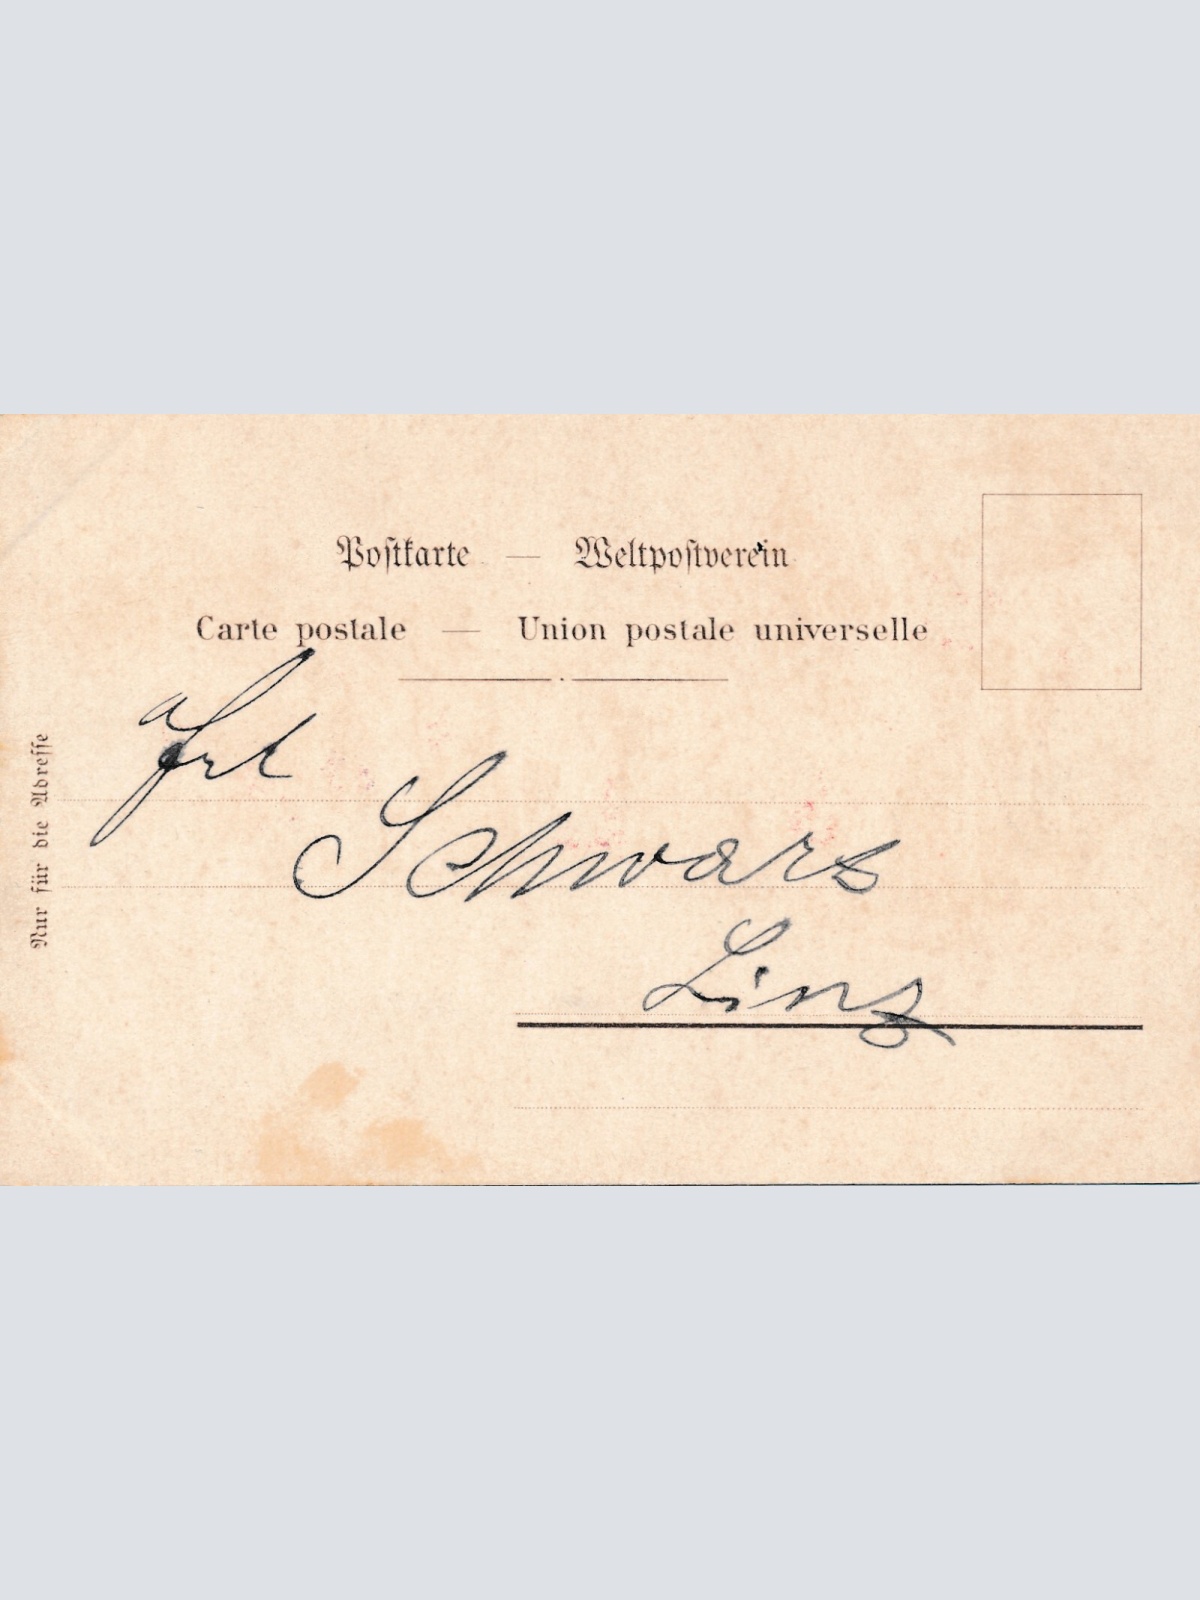 Postkarte — Weltpostverein
Carte postale — Union postale universelle
Nur für die Adresse
Frl
Schwarz
Linz